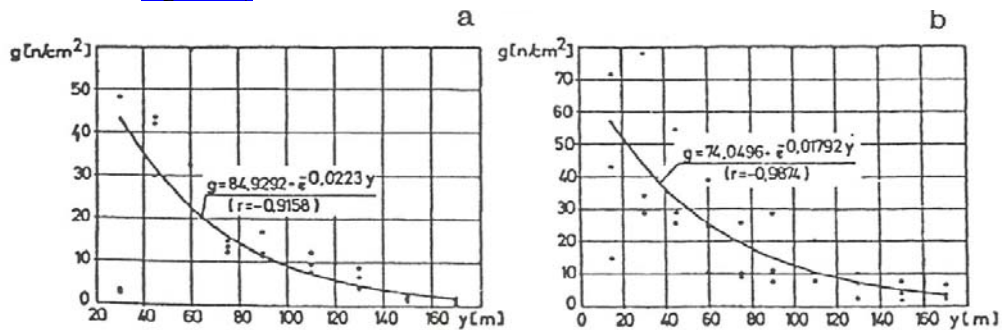 a
g[n/cm²]
50
40
30
20
10
0
g=84,9292·e^-0,0223y
(r=-0,9158)
20 40 60 80 100 120 140 160 y[m]
b
g[n/cm²]
70
60
50
40
30
20
10
0
g=74,0496·e^-0,01792y
(r=-0,9874)
0 20 40 60 80 100 120 140 160 y[m]